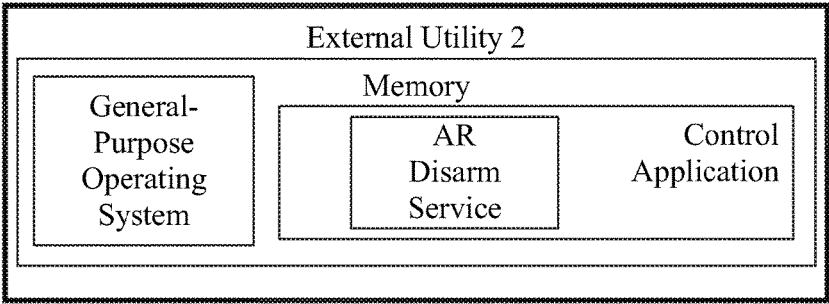 External Utility 2
Memory
General-
Purpose
Operating
System
AR
Disarm
Service
Control
Application